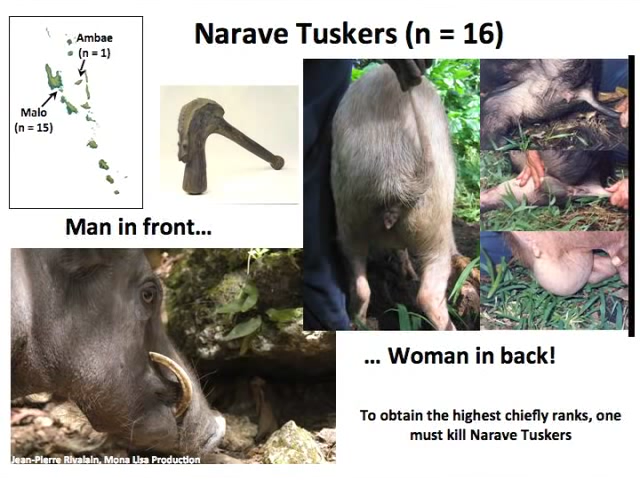 Narave Tuskers (n = 16)
Ambae
(n = 1)
Malo
(n = 15)
Man in front...
... Woman in back!
To obtain the highest chiefly ranks, one
must kill Narave Tuskers
Jean-Pierre Rivalain, Mona Lisa Production